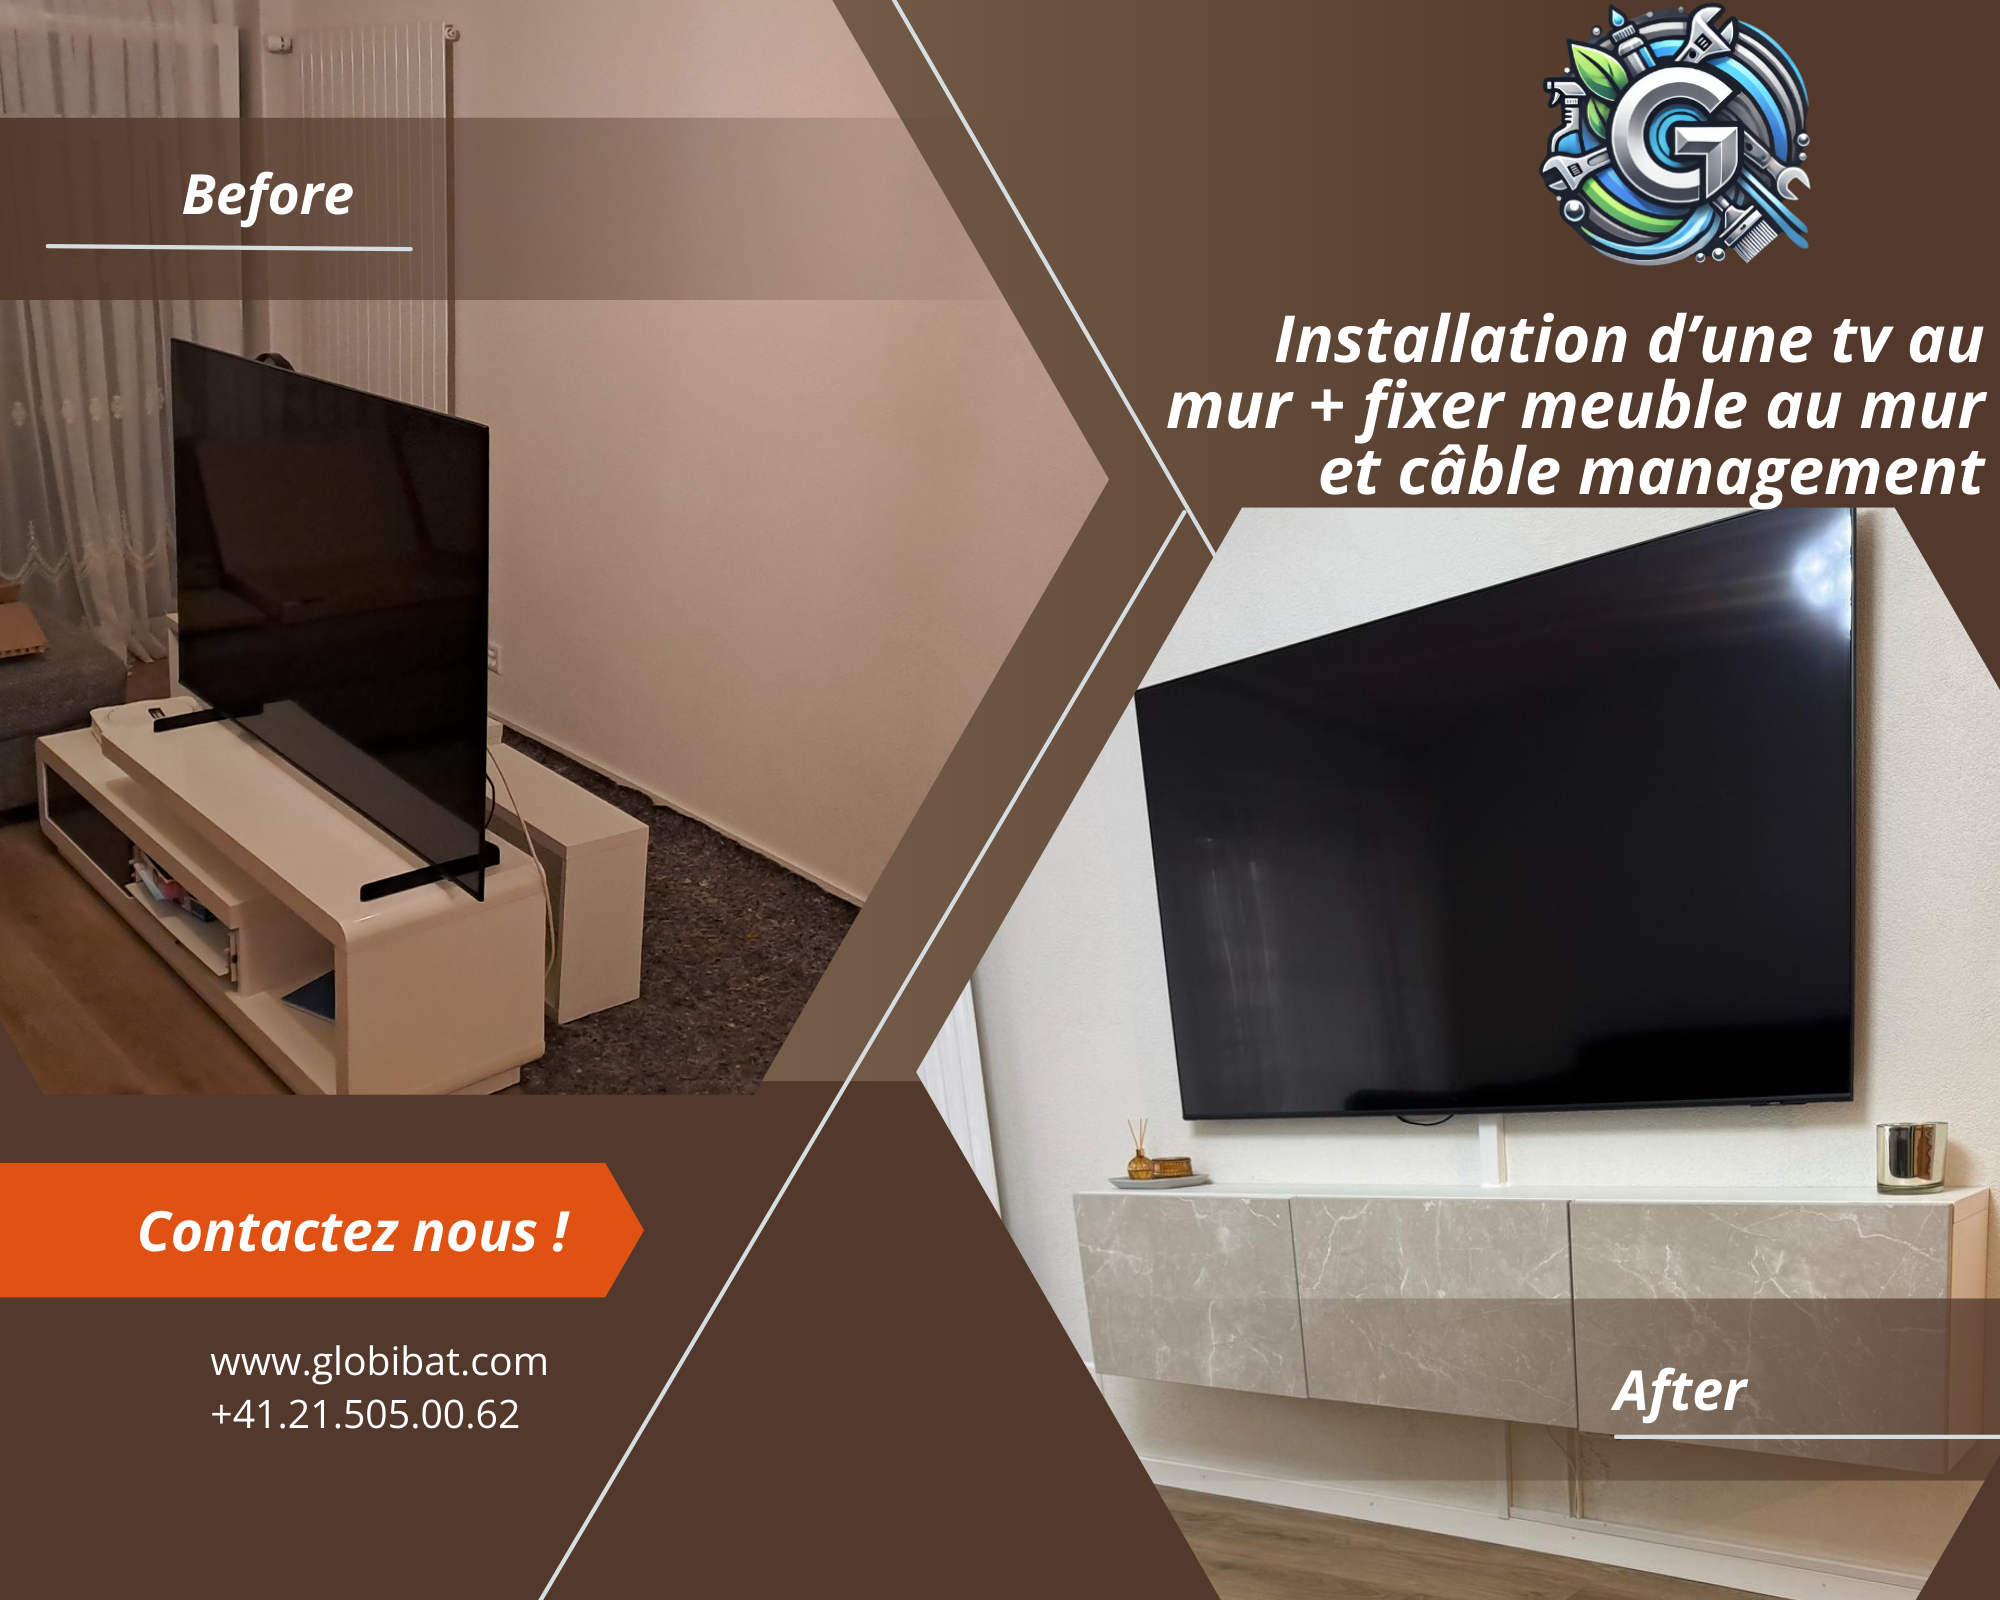 Before
Installation d’une tv au
mur + fixer meuble au mur
et câble management
Contactez nous !
www.globibat.com
+41.21.505.00.62
After